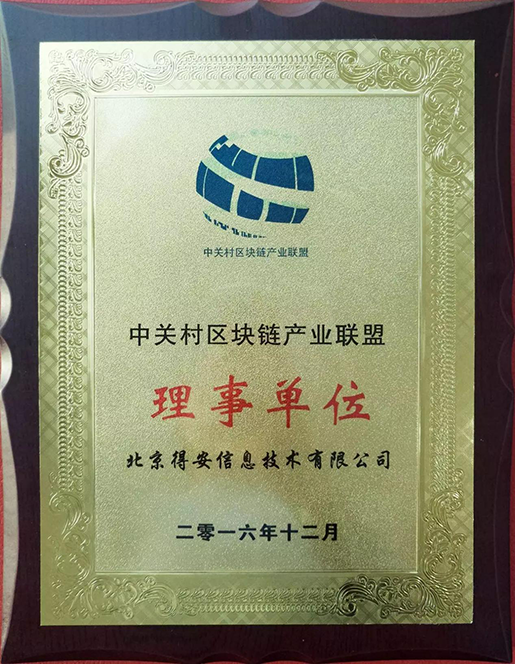 中关村区块链产业联盟
中关村区块链产业联盟
理事单位
北京得安信息技术有限公司
二零一六年十二月